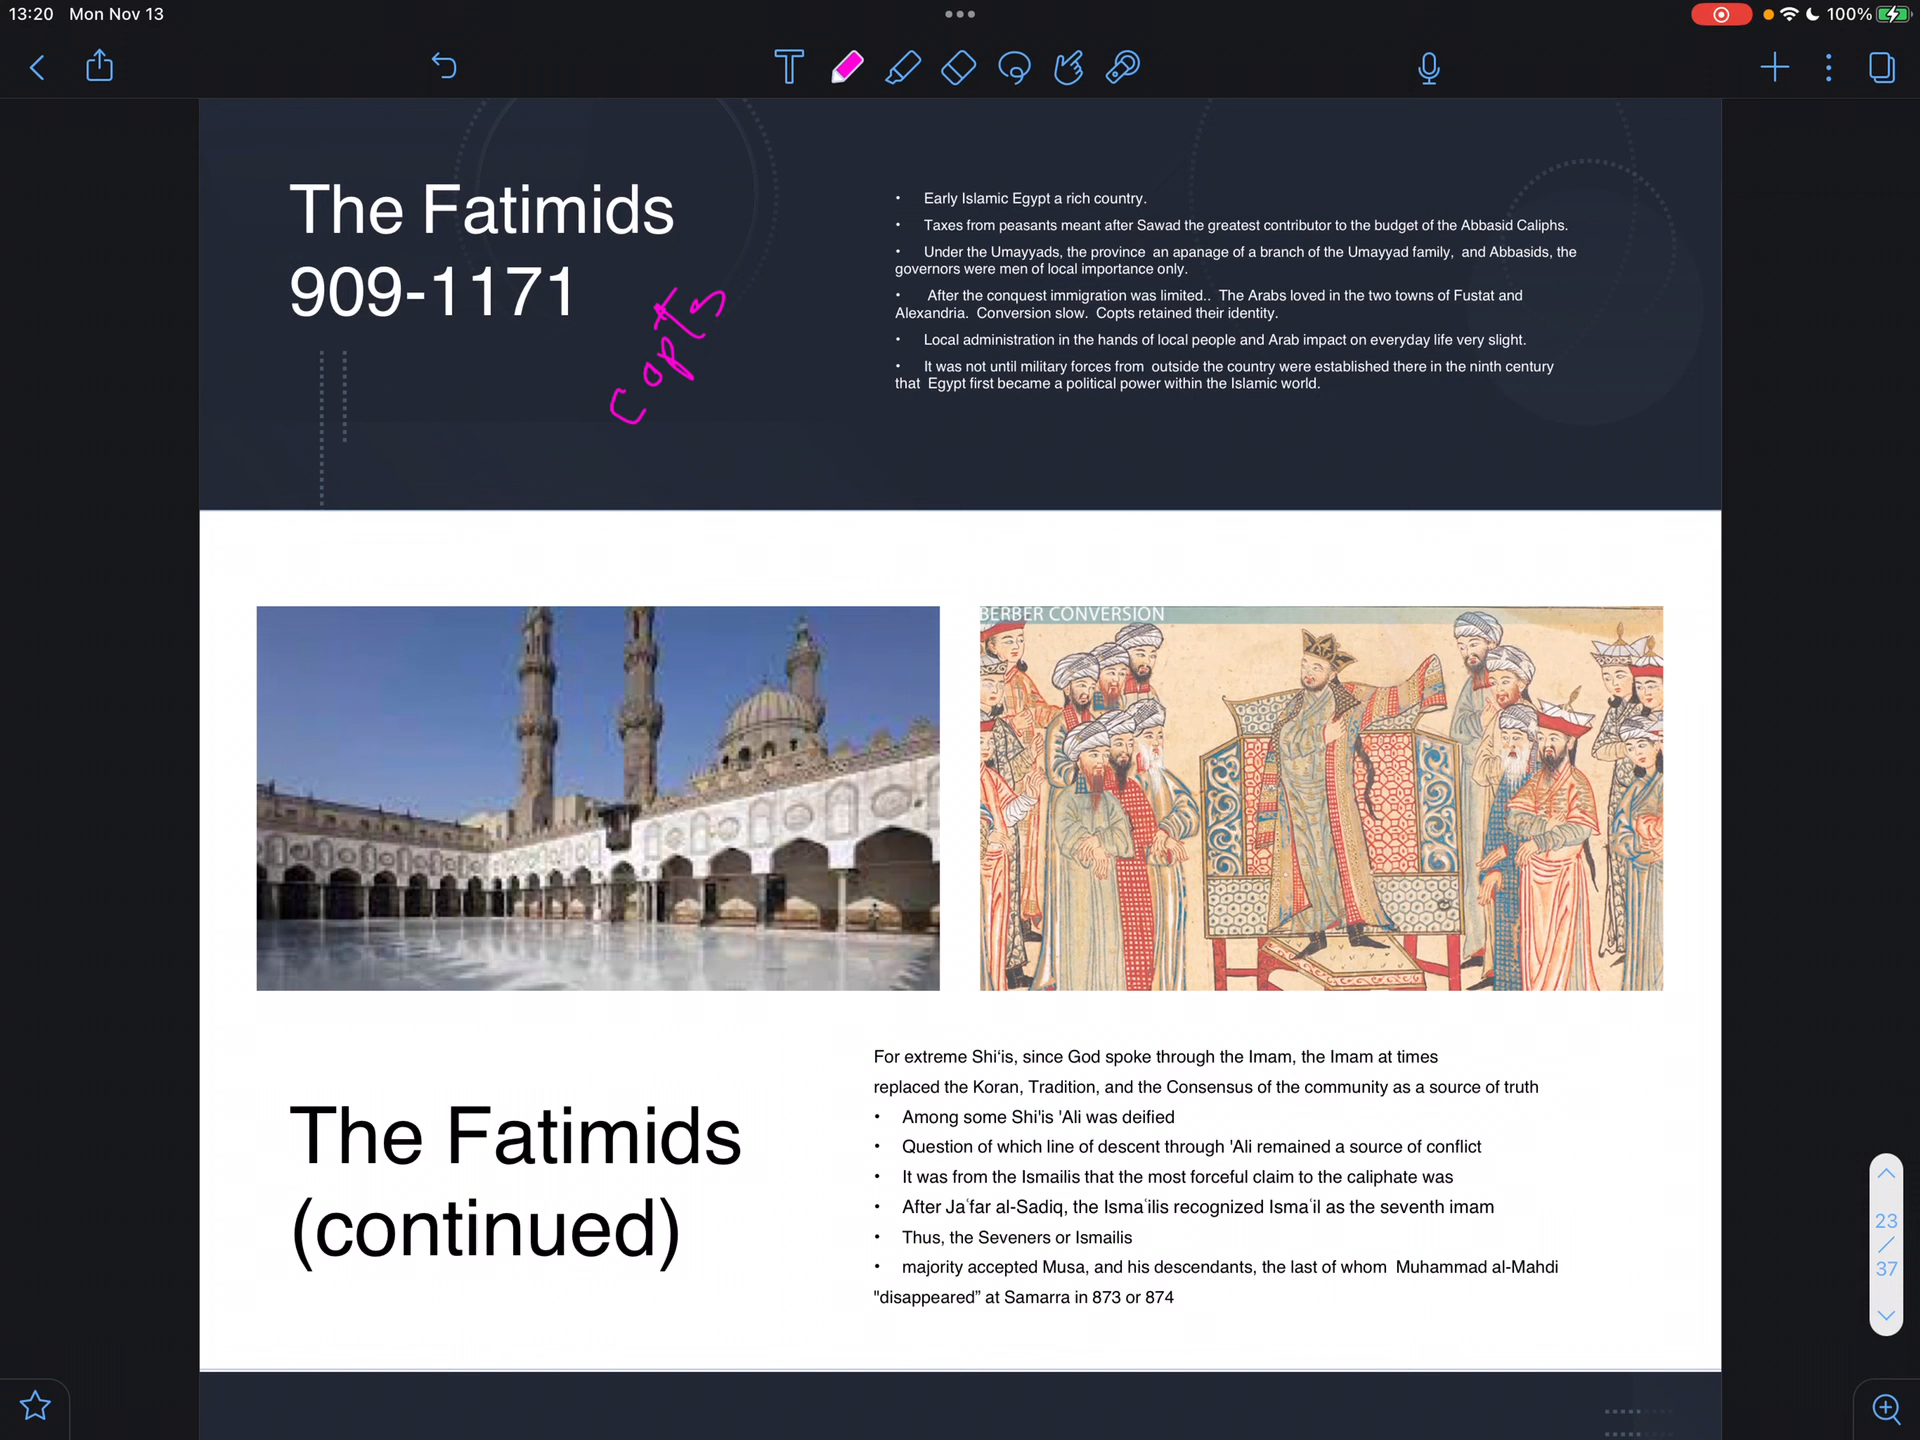 13:20 Mon Nov 13
100%
The Fatimids
909-1171
copts
• Early Islamic Egypt a rich country.
• Taxes from peasants meant after Sawad the greatest contributor to the budget of the Abbasid Caliphs.
• Under the Umayyads, the province an apanage of a branch of the Umayyad family, and Abbasids, the
governors were men of local importance only.
• After the conquest immigration was limited.. The Arabs loved in the two towns of Fustat and
Alexandria. Conversion slow. Copts retained their identity.
• Local administration in the hands of local people and Arab impact on everyday life very slight.
• It was not until military forces from outside the country were established there in the ninth century
that Egypt first became a political power within the Islamic world.
BERBER CONVERSION
The Fatimids
(continued)
For extreme Shi'is, since God spoke through the Imam, the Imam at times
replaced the Koran, Tradition, and the Consensus of the community as a source of truth
• Among some Shi'is 'Ali was deified
• Question of which line of descent through 'Ali remained a source of conflict
• It was from the Ismailis that the most forceful claim to the caliphate was
• After Jaʿfar al-Sadiq, the Ismaʿilis recognized Ismaʿil as the seventh imam
• Thus, the Seveners or Ismailis
• majority accepted Musa, and his descendants, the last of whom Muhammad al-Mahdi
"disappeared” at Samarra in 873 or 874
23
/
37